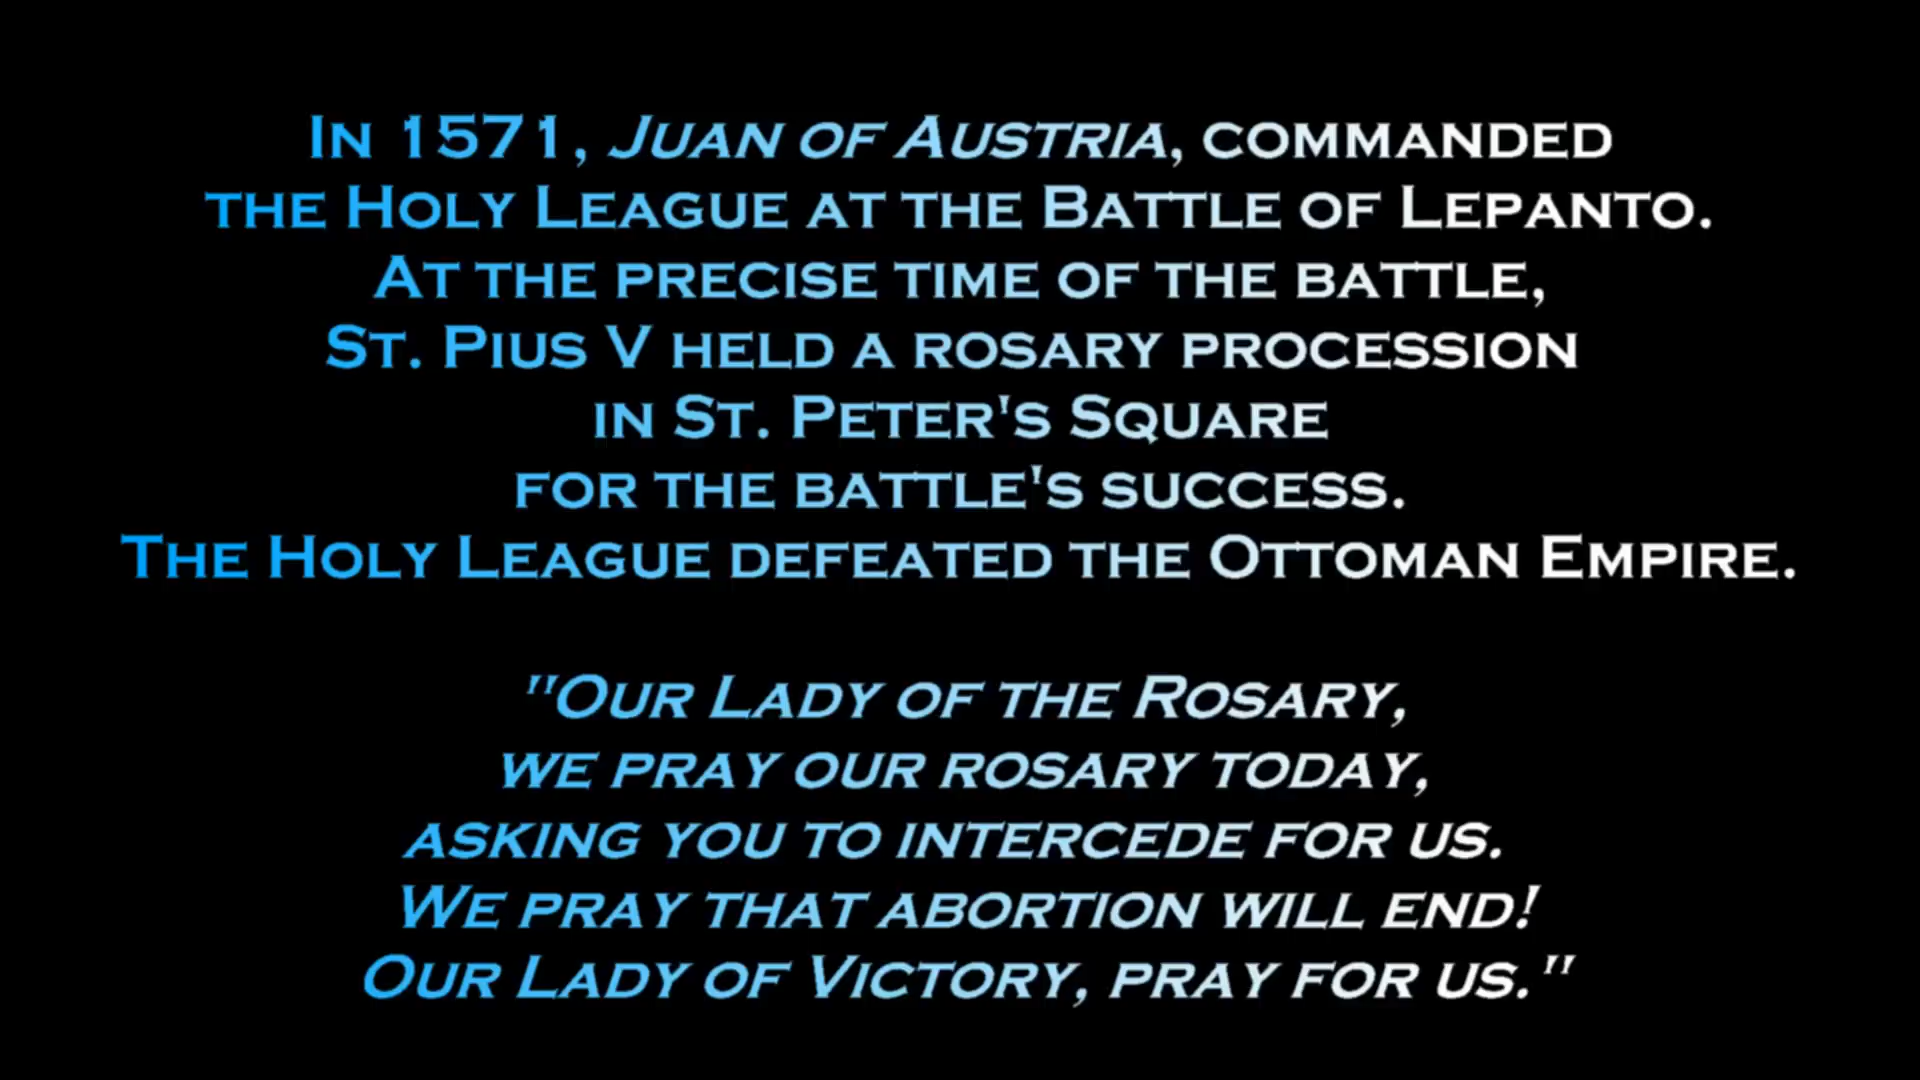 In 1571, Juan of Austria, commanded
the Holy League at the Battle of Lepanto.
At the precise time of the battle,
St. Pius V held a rosary procession
in St. Peter's Square
for the battle's success.
The Holy League defeated the Ottoman Empire.
"Our Lady of the Rosary,
we pray our rosary today,
asking you to intercede for us.
We pray that abortion will end!
Our Lady of Victory, pray for us."